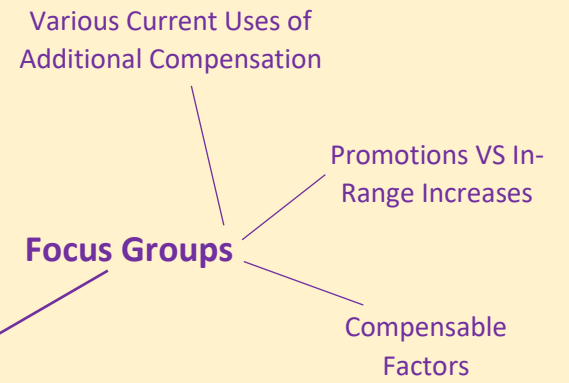 Various Current Uses of
Additional Compensation
Promotions VS In-
Range Increases
Focus Groups
Compensable
Factors